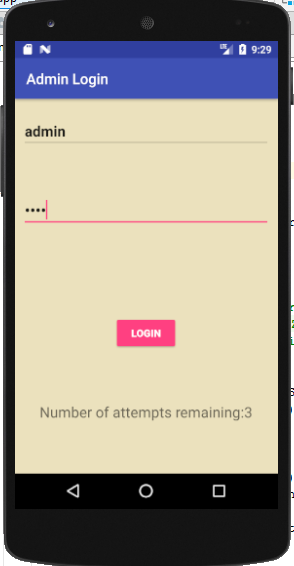 9:29
Admin Login
admin
••••
LOGIN
Number of attempts remaining:3